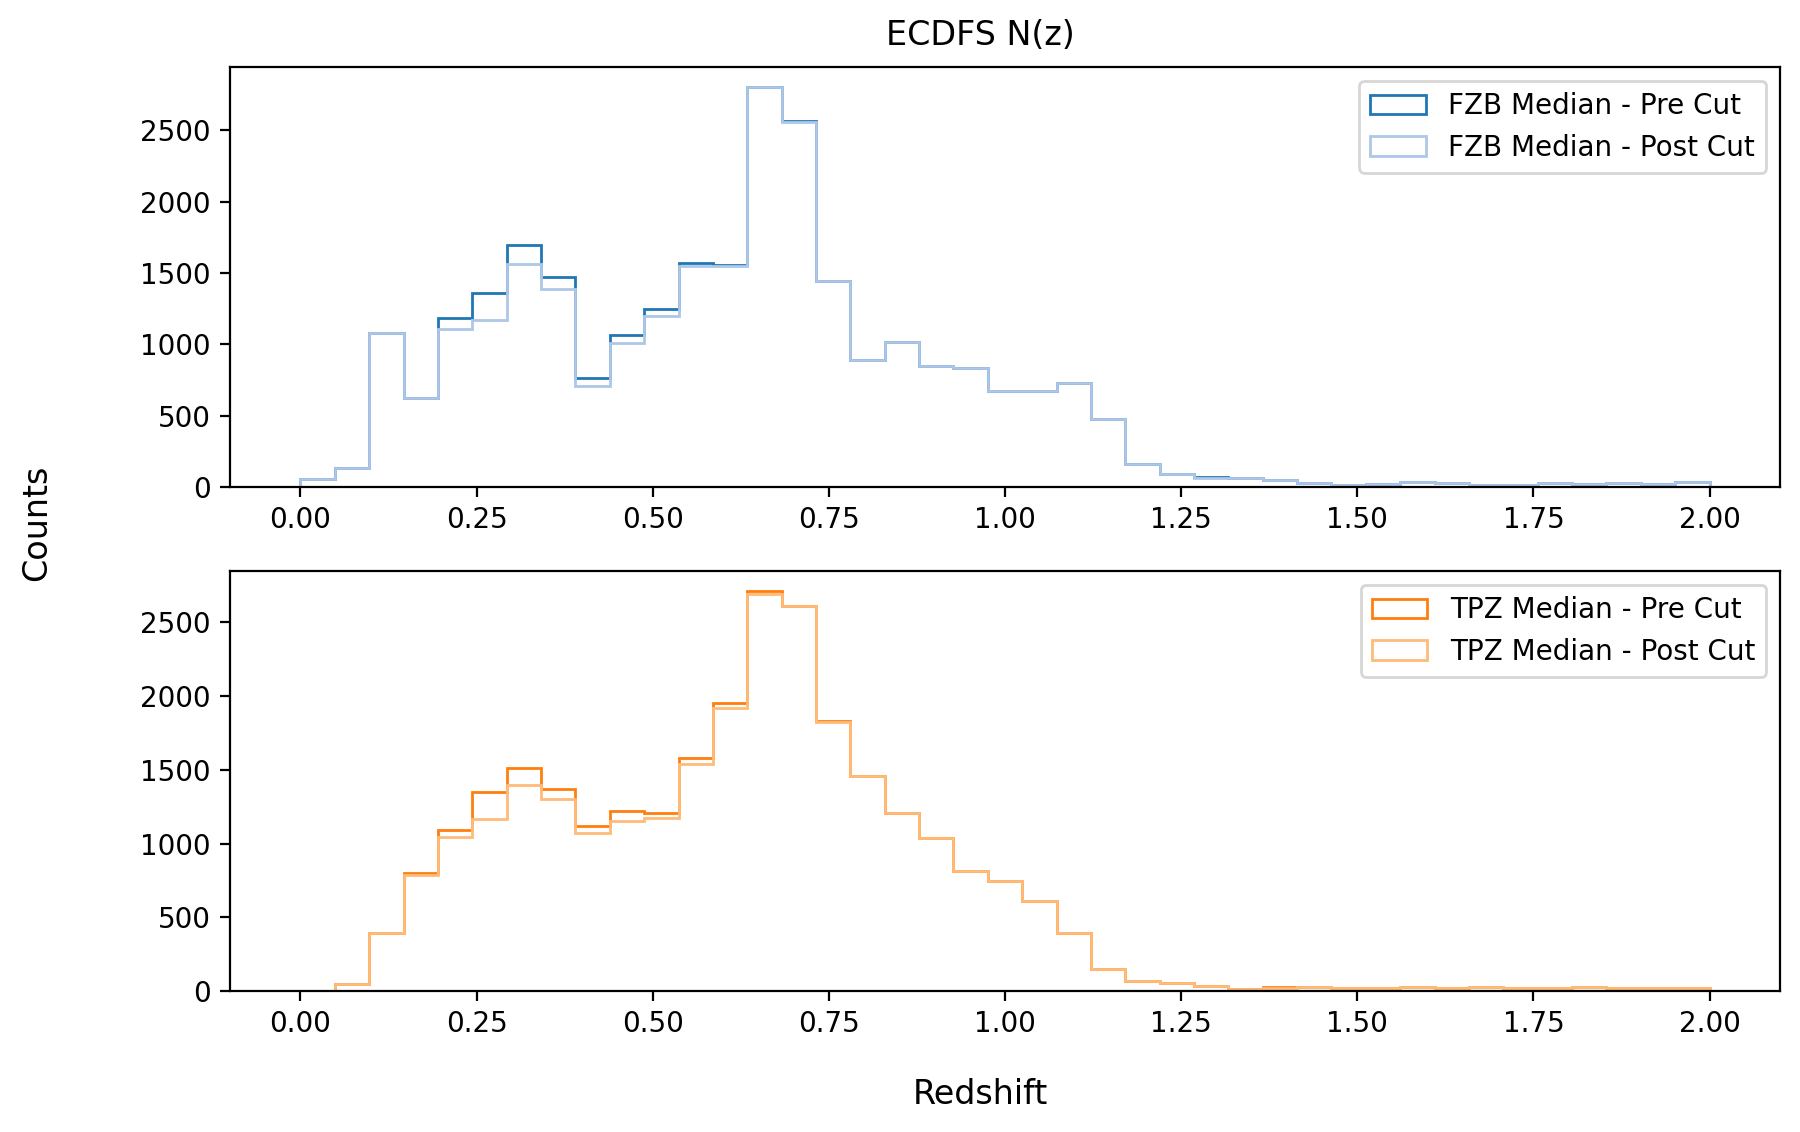 ECDFS N(z)
FZB Median - Pre Cut
FZB Median - Post Cut
2500
2000
1500
1000
500
0
0.00 0.25 0.50 0.75 1.00 1.25 1.50 1.75 2.00
Counts
TPZ Median - Pre Cut
TPZ Median - Post Cut
2500
2000
1500
1000
500
0
0.00 0.25 0.50 0.75 1.00 1.25 1.50 1.75 2.00
Redshift